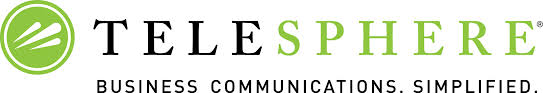 TELESPHERE®
BUSINESS COMMUNICATIONS. SIMPLIFIED.